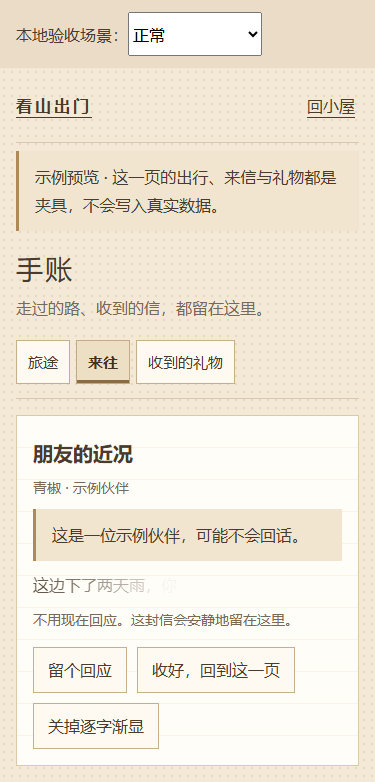 本地验收场景： 正常
看山出门 回小屋
示例预览 · 这一页的出行、来信与礼物都是
夹具，不会写入真实数据。
手账
走过的路、收到的信，都留在这里。
旅途 来往 收到的礼物
朋友的近况
青椒 · 示例伙伴
这是一位示例伙伴，可能不会回话。
这边下了两天雨，你
不用现在回应。这封信会安静地留在这里。
留个回应 收好，回到这一页
关掉逐字渐显